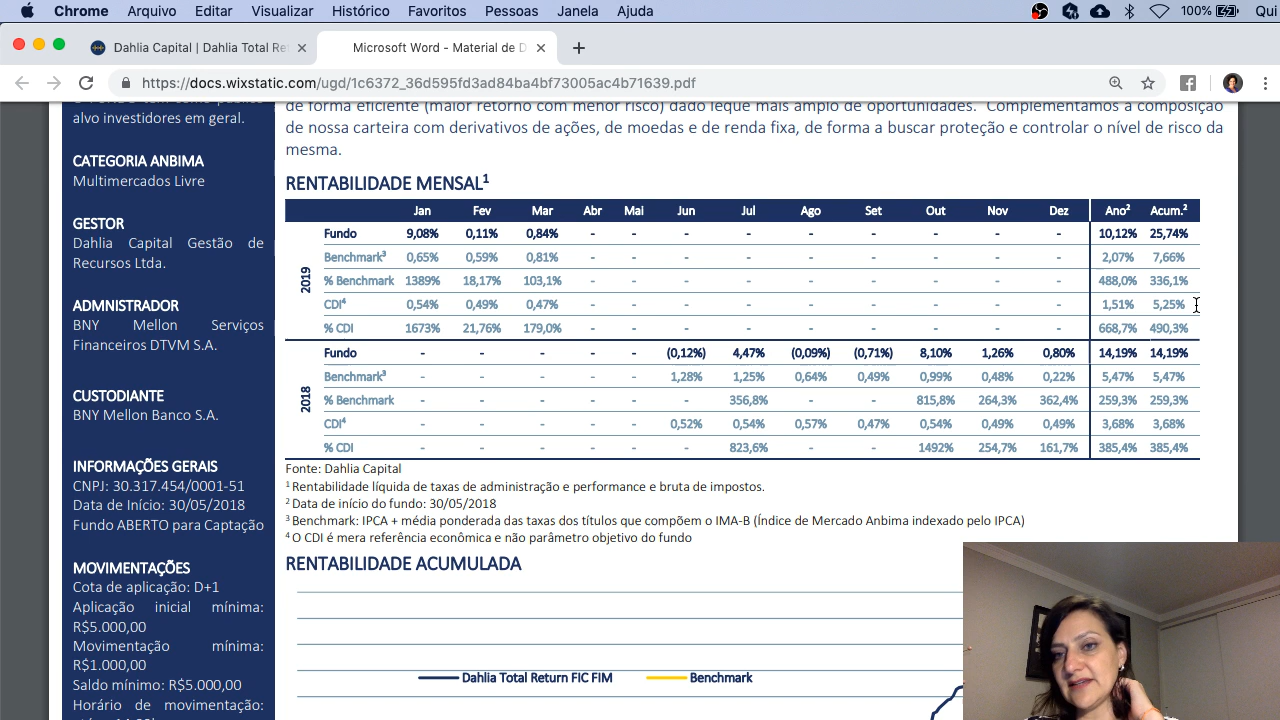 Chrome Arquivo Editar Visualizar Histórico Favoritos Pessoas Janela Ajuda 100% Qui
Dahlia Capital | Dahlia Total Re
Microsoft Word - Material de D
https://docs.wixstatic.com/ugd/1c6372_36d595fd3ad84ba4bf73005ac4b71639.pdf
alvo investidores em geral.
CATEGORIA ANBIMA
Multimercados Livre
GESTOR
Dahlia Capital Gestão de
Recursos Ltda.
ADMNISTRADOR
BNY Mellon Serviços
Financeiros DTVM S.A.
CUSTODIANTE
BNY Mellon Banco S.A.
INFORMAÇÕES GERAIS
CNPJ: 30.317.454/0001-51
Data de Início: 30/05/2018
Fundo ABERTO para Captação
MOVIMENTAÇÕES
Cota de aplicação: D+1
Aplicação inicial mínima:
R$5.000,00
Movimentação mínima:
R$1.000,00
Saldo mínimo: R$5.000,00
Horário de movimentação:
de forma eficiente (maior retorno com menor risco) dado leque mais amplo de oportunidades. Complementamos a composição
de nossa carteira com derivativos de ações, de moedas e de renda fixa, de forma a buscar proteção e controlar o nível de risco da
mesma.
RENTABILIDADE MENSAL¹
Jan Fev Mar Abr Mai Jun Jul Ago Set Out Nov Dez Ano² Acum.²
2019
Fundo 9,08% 0,11% 0,84% - - - - - - - - - 10,12% 25,74%
Benchmark³ 0,65% 0,59% 0,81% - - - - - - - - - 2,07% 7,66%
% Benchmark 1389% 18,17% 103,1% - - - - - - - - - 488,0% 336,1%
CDI⁴ 0,54% 0,49% 0,47% - - - - - - - - - 1,51% 5,25%
% CDI 1673% 21,76% 179,0% - - - - - - - - - 668,7% 490,3%
2018
Fundo - - - - - (0,12%) 4,47% (0,09%) (0,71%) 8,10% 1,26% 0,80% 14,19% 14,19%
Benchmark³ - - - - - 1,28% 1,25% 0,64% 0,49% 0,99% 0,48% 0,22% 5,47% 5,47%
% Benchmark - - - - - - 356,8% - - 815,8% 264,3% 362,4% 259,3% 259,3%
CDI⁴ - - - - - 0,52% 0,54% 0,57% 0,47% 0,54% 0,49% 0,49% 3,68% 3,68%
% CDI - - - - - - 823,6% - - 1492% 254,7% 161,7% 385,4% 385,4%
Fonte: Dahlia Capital
¹ Rentabilidade líquida de taxas de administração e performance e bruta de impostos.
² Data de início do fundo: 30/05/2018
³ Benchmark: IPCA + média ponderada das taxas dos títulos que compõem o IMA-B (Índice de Mercado Anbima indexado pelo IPCA)
⁴ O CDI é mera referência econômica e não parâmetro objetivo do fundo
RENTABILIDADE ACUMULADA
Dahlia Total Return FIC FIM Benchmark